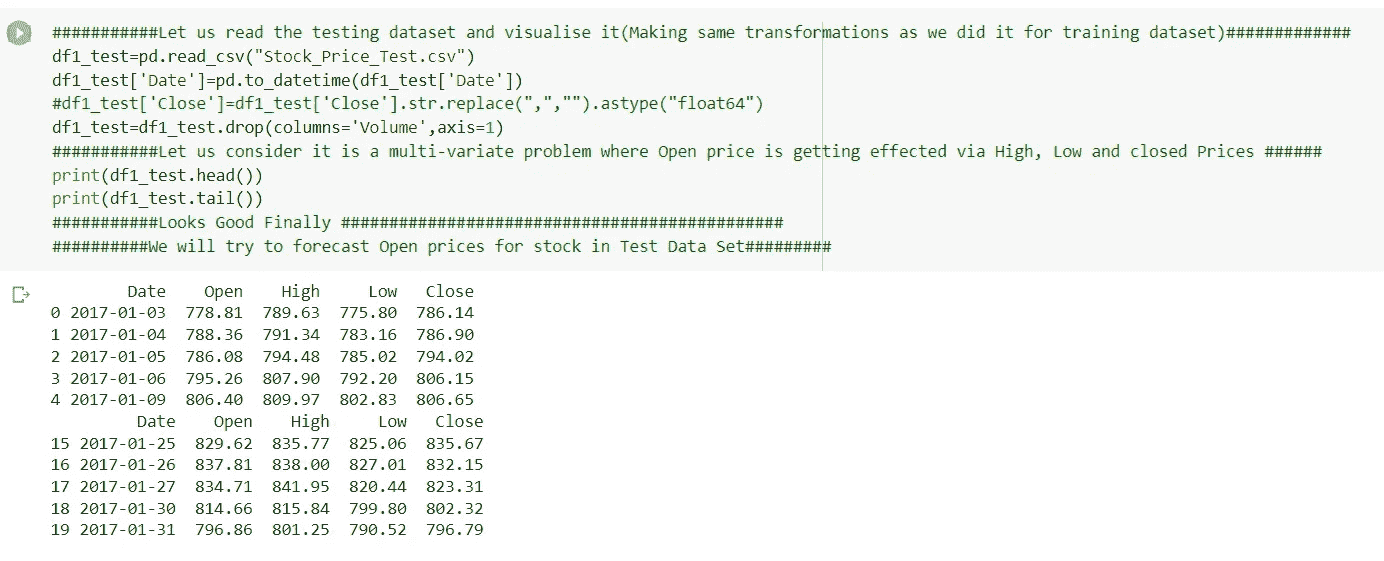 ###########Let us read the testing dataset and visualise it(Making same transformations as we did it for training dataset)#############
df1_test=pd.read_csv("Stock_Price_Test.csv")
df1_test['Date']=pd.to_datetime(df1_test['Date'])
#df1_test['Close']=df1_test['Close'].str.replace(",","").astype("float64")
df1_test=df1_test.drop(columns='Volume',axis=1)
###########Let us consider it is a multi-variate problem where Open price is getting effected via High, Low and closed Prices ######
print(df1_test.head())
print(df1_test.tail())
###########Looks Good Finally ##############################################
##########We will try to forecast Open prices for stock in Test Data Set#########
Date Open High Low Close
0 2017-01-03 778.81 789.63 775.80 786.14
1 2017-01-04 788.36 791.34 783.16 786.90
2 2017-01-05 786.08 794.48 785.02 794.02
3 2017-01-06 795.26 807.90 792.20 806.15
4 2017-01-09 806.40 809.97 802.83 806.65
Date Open High Low Close
15 2017-01-25 829.62 835.77 825.06 835.67
16 2017-01-26 837.81 838.00 827.01 832.15
17 2017-01-27 834.71 841.95 820.44 823.31
18 2017-01-30 814.66 815.84 799.80 802.32
19 2017-01-31 796.86 801.25 790.52 796.79